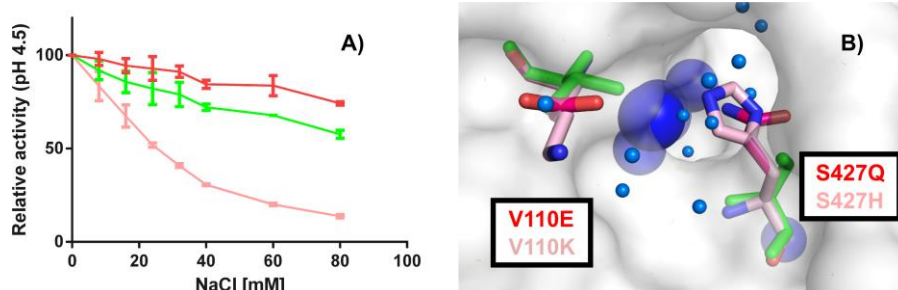 A)
Relative activity (pH 4.5)
100
50
0
0 20 40 60 80 100
NaCl [mM]
B)
V110E
V110K
S427Q
S427H